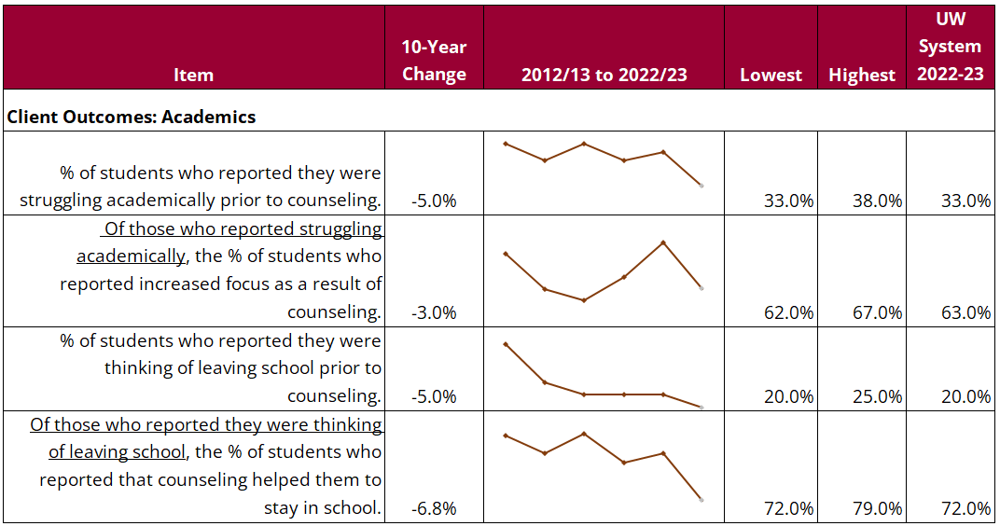 Item
10-Year
Change
2012/13 to 2022/23
Lowest
Highest
UW
System
2022-23
Client Outcomes: Academics
% of students who reported they were
struggling academically prior to counseling.
-5.0%
33.0%
38.0%
33.0%
Of those who reported struggling
academically, the % of students who
reported increased focus as a result of
counseling.
-3.0%
62.0%
67.0%
63.0%
% of students who reported they were
thinking of leaving school prior to
counseling.
-5.0%
20.0%
25.0%
20.0%
Of those who reported they were thinking
of leaving school, the % of students who
reported that counseling helped them to
stay in school.
-6.8%
72.0%
79.0%
72.0%